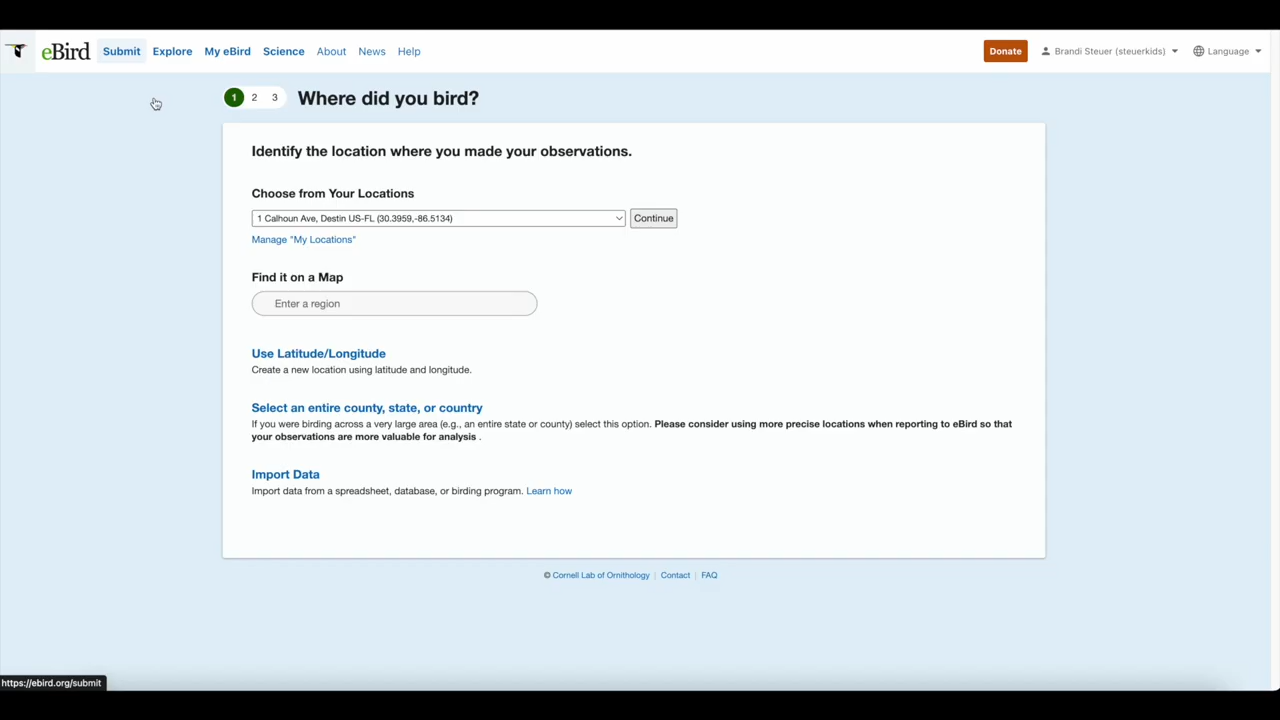 eBird Submit Explore My eBird Science About News Help Donate Brandi Steuer (steuerkids) Language
1 2 3 Where did you bird?
Identify the location where you made your observations.
Choose from Your Locations
1 Calhoun Ave, Destin US-FL (30.3959,-86.5134) Continue
Manage "My Locations"
Find it on a Map
Enter a region
Use Latitude/Longitude
Create a new location using latitude and longitude.
Select an entire county, state, or country
If you were birding across a very large area (e.g., an entire state or county) select this option. Please consider using more precise locations when reporting to eBird so that
your observations are more valuable for analysis .
Import Data
Import data from a spreadsheet, database, or birding program. Learn how
© Cornell Lab of Ornithology | Contact | FAQ
https://ebird.org/submit